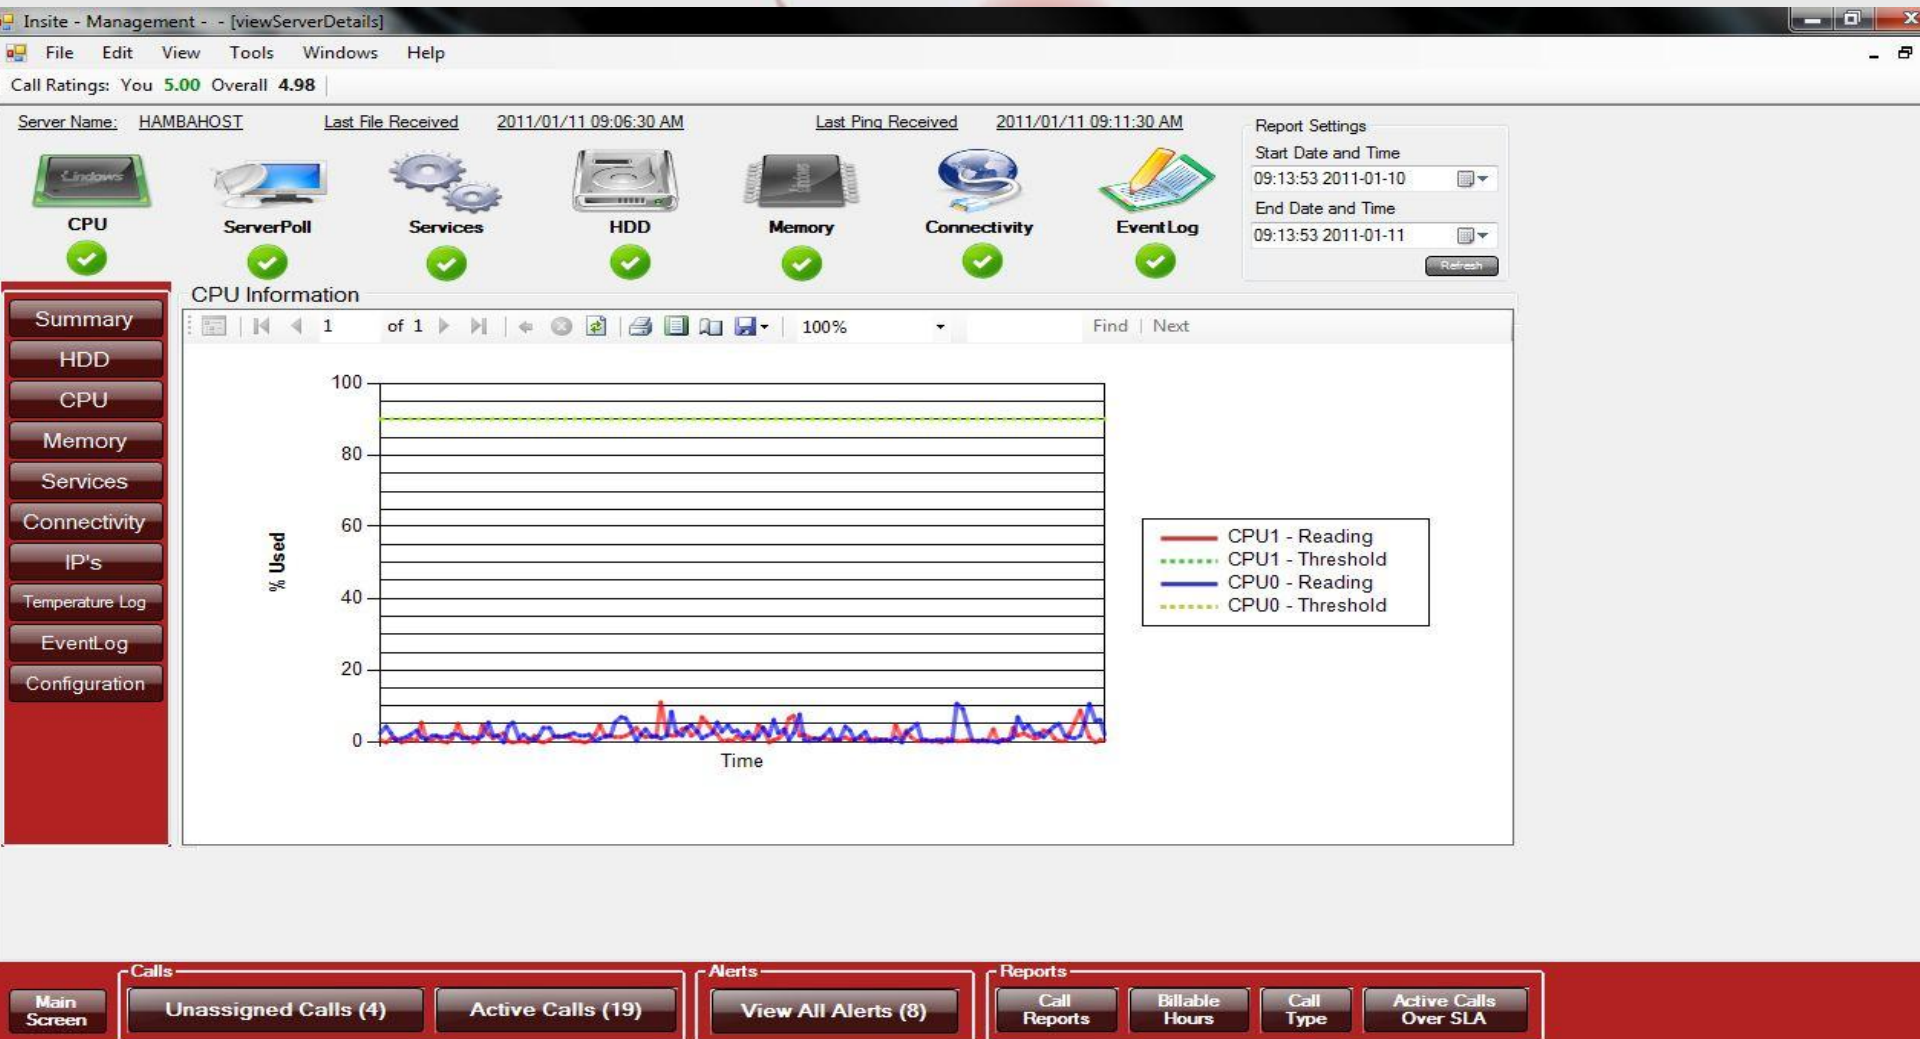 Insite - Management - - [viewServerDetails]
File Edit View Tools Windows Help
Call Ratings: You 5.00 Overall 4.98
Server Name: HAMBAHOST Last File Received 2011/01/11 09:06:30 AM Last Ping Received 2011/01/11 09:11:30 AM
Report Settings
Start Date and Time
09:13:53 2011-01-10
End Date and Time
09:13:53 2011-01-11
Refresh
Lindows
Lindows
CPU ServerPoll Services HDD Memory Connectivity EventLog
Summary
HDD
CPU
Memory
Services
Connectivity
IP's
Temperature Log
EventLog
Configuration
CPU Information
1 of 1 100% Find | Next
100
80
60
40
20
0
% Used
Time
CPU1 - Reading
CPU1 - Threshold
CPU0 - Reading
CPU0 - Threshold
Main
Screen
Calls
Unassigned Calls (4) Active Calls (19)
Alerts
View All Alerts (8)
Reports
Call
Reports
Billable
Hours
Call
Type
Active Calls
Over SLA